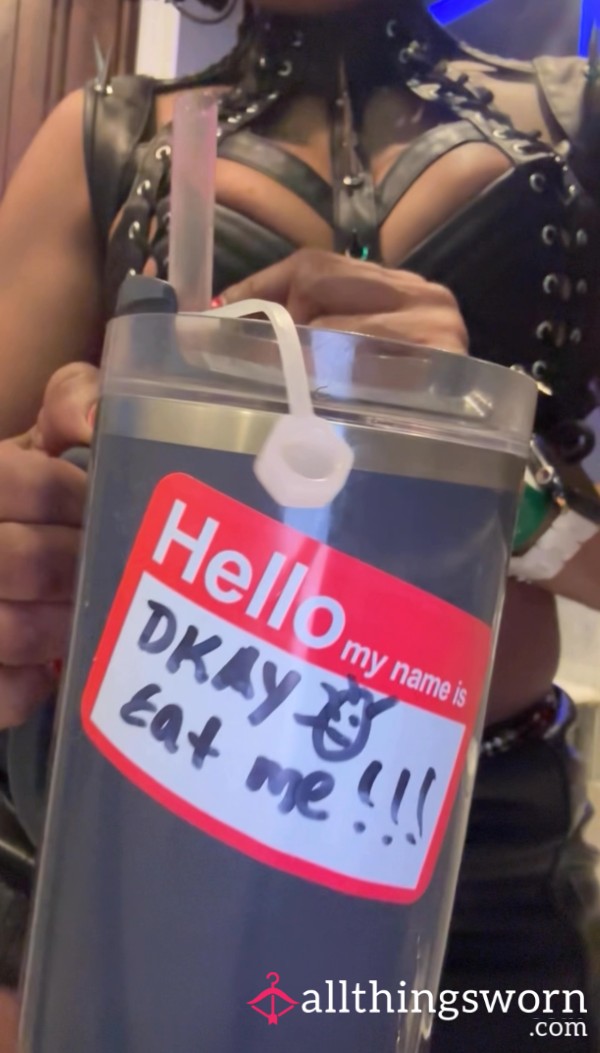 Hello my name is
DKAY
Eat me!!!
allthingsworn
.com